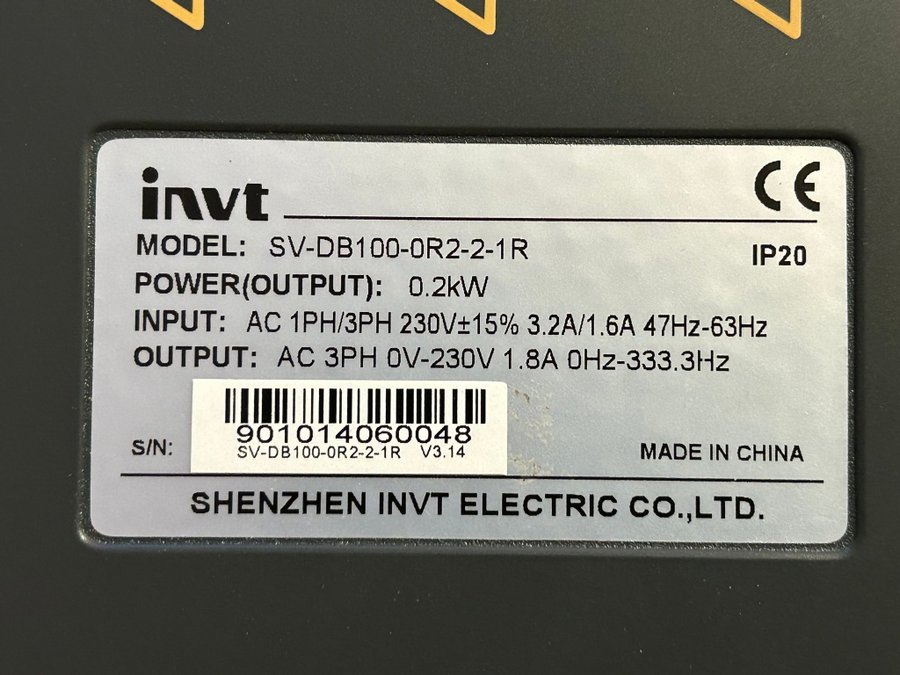 invt
CE
MODEL: SV-DB100-0R2-2-1R
IP20
POWER(OUTPUT): 0.2kW
INPUT: AC 1PH/3PH 230V±15% 3.2A/1.6A 47Hz-63Hz
OUTPUT: AC 3PH 0V-230V 1.8A 0Hz-333.3Hz
901014060048
S/N:
SV-DB100-0R2-2-1R V3.14
MADE IN CHINA
SHENZHEN INVT ELECTRIC CO.,LTD.